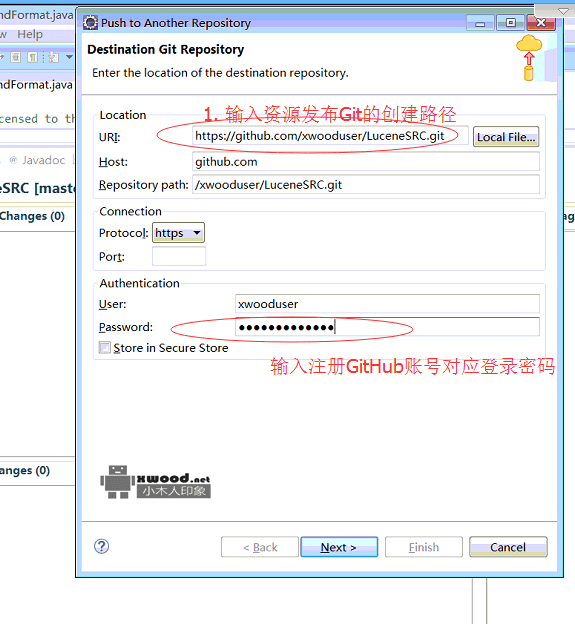 ndFormat.java
Push to Another Repository
w Help
Destination Git Repository
Enter the location of the destination repository.
ndFormat.java
censed to th
Location
1. 输入资源发布Git的创建路径
URI: https://github.com/xwooduser/LuceneSRC.git Local File...
@ Javadoc
Host: github.com
eSRC [mast
Repository path: /xwooduser/LuceneSRC.git
Changes (0)
Connection
Protocol: https
Port:
Authentication
User: xwooduser
Password: ●●●●●●●●●●●●●
Store in Secure Store
输入注册GitHub账号对应登录密码
anges (0)
xwood.net
小木人印象
? < Back Next > Finish Cancel